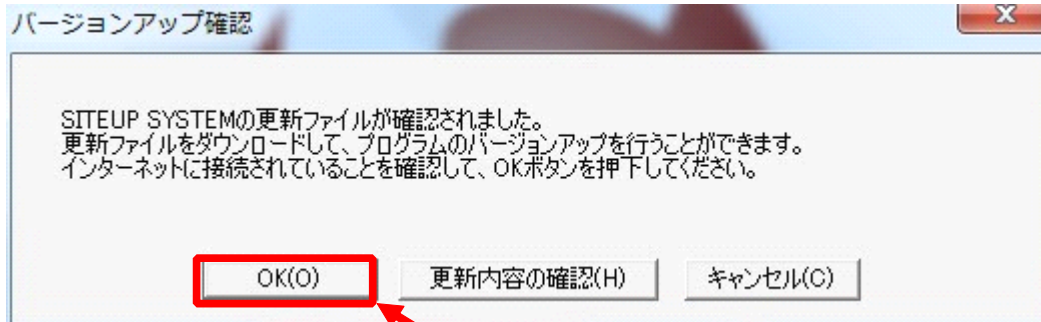 バージョンアップ確認
SITEUP SYSTEMの更新ファイルが確認されました。
更新ファイルをダウンロードして、プログラムのバージョンアップを行うことができます。
インターネットに接続されていることを確認して、OKボタンを押下してください。
OK(O) 更新内容の確認(H) キャンセル(C)